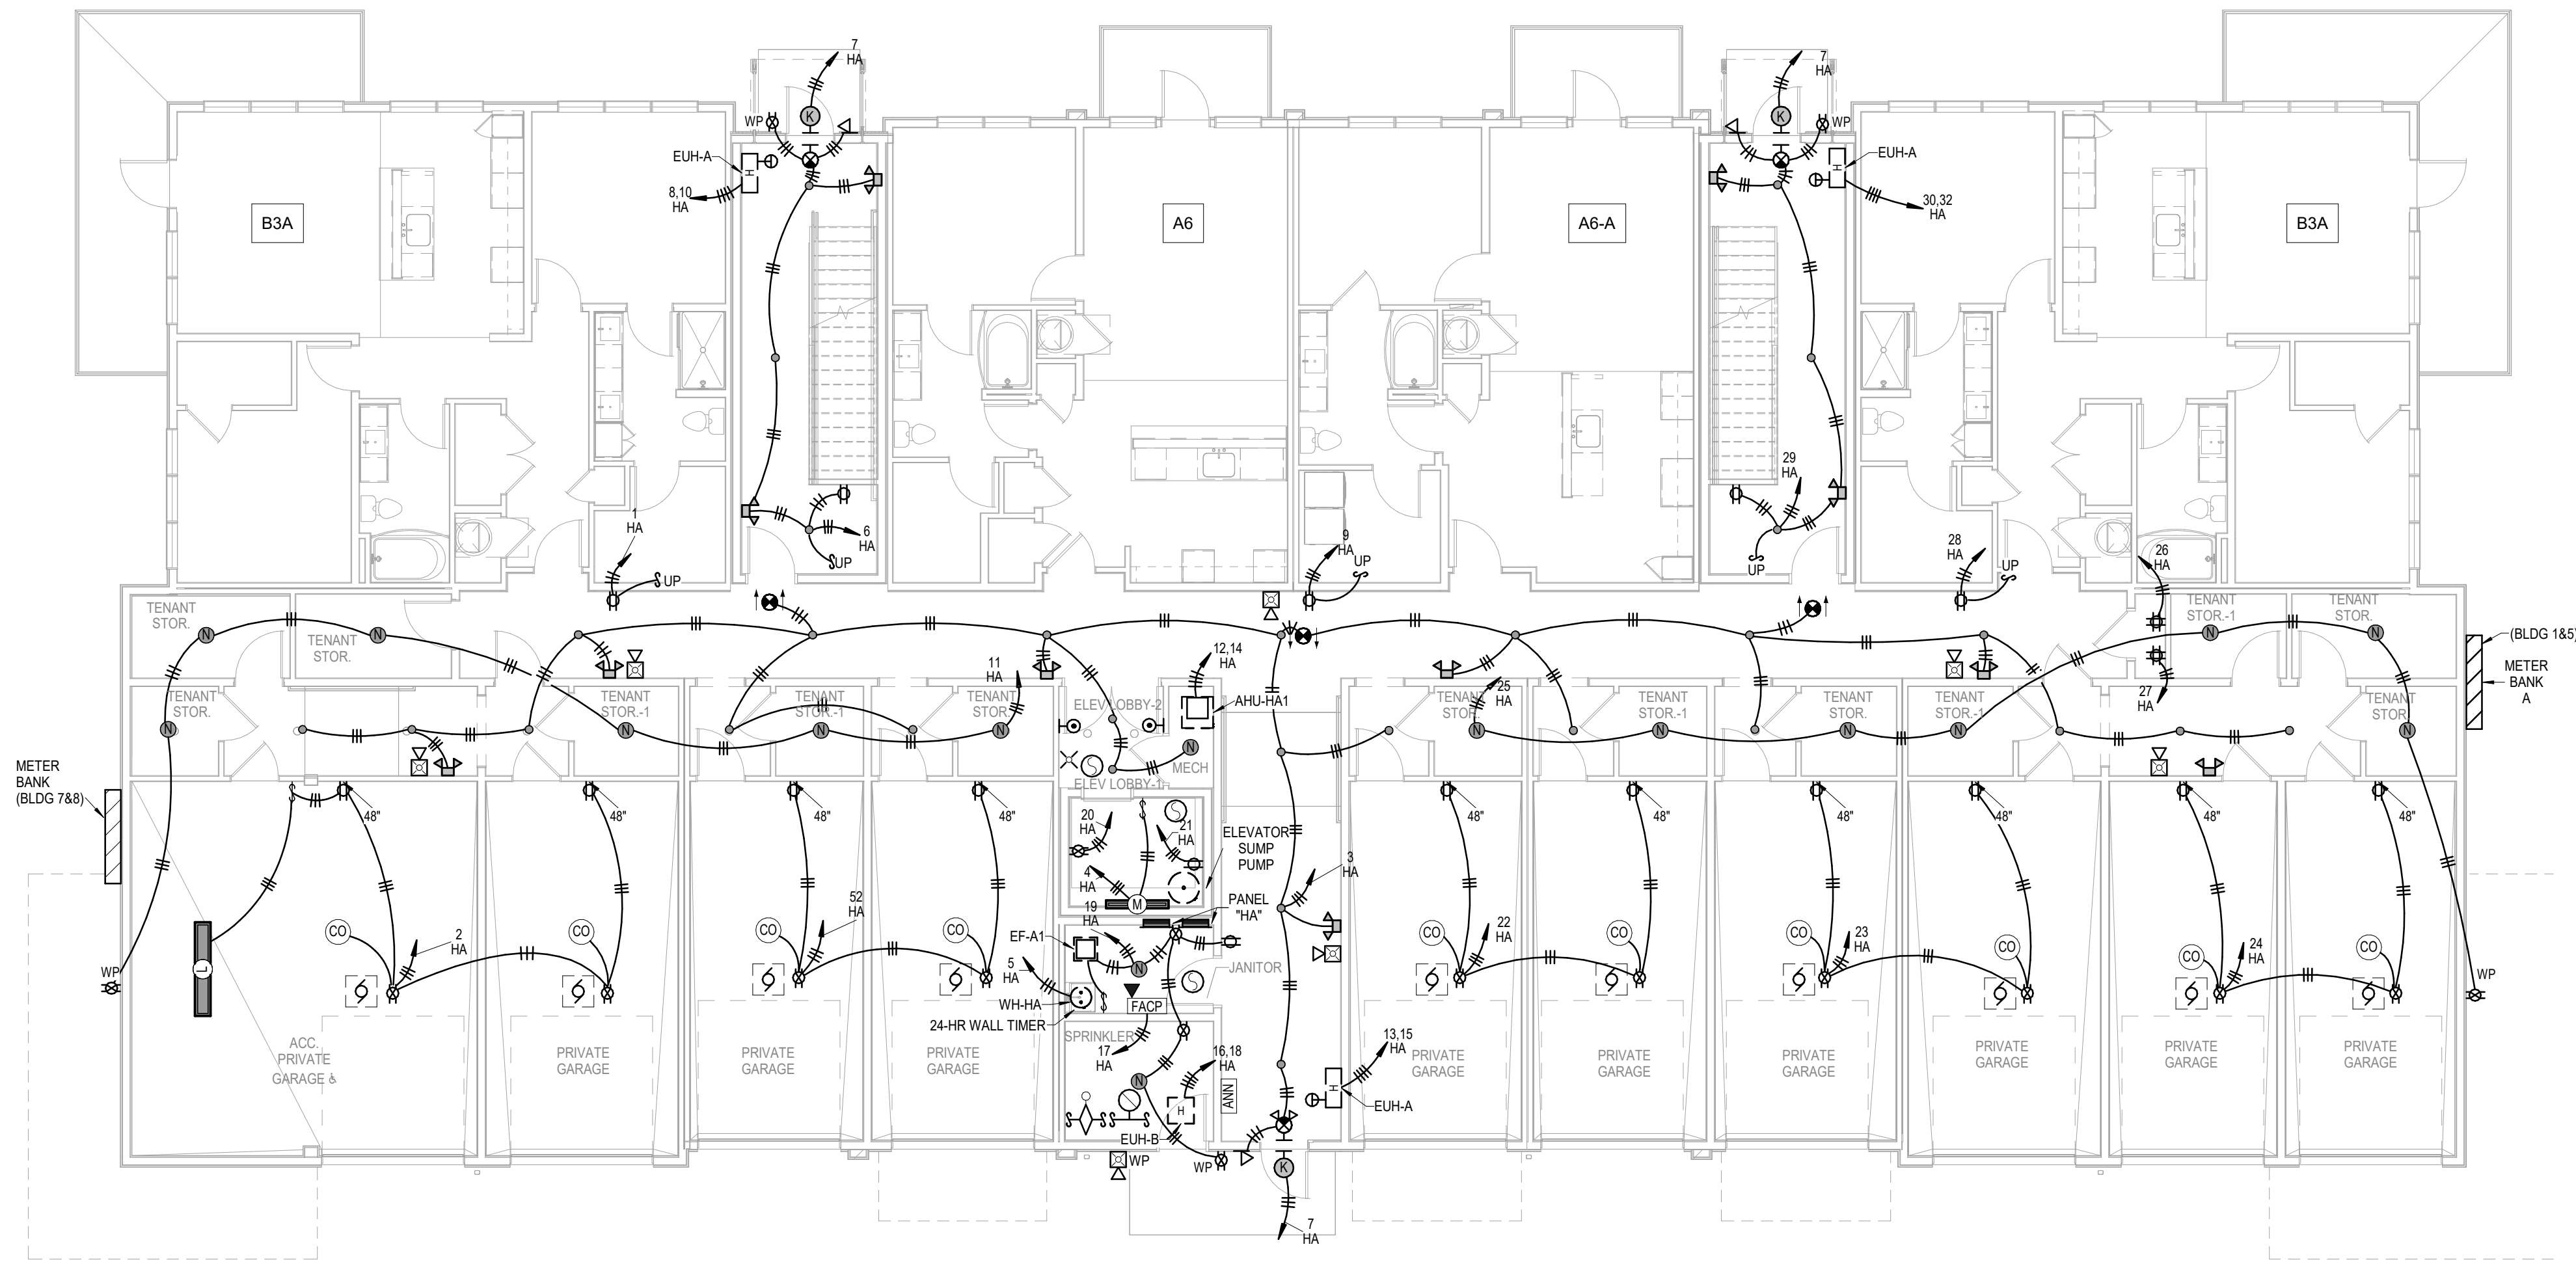 7
HA
7
HA
WP
K
K
WP
EUH-A
H
H
EUH-A
8,10
HA
30,32
HA
B3A
A6
A6-A
B3A
29
HA
1
HA
6
HA
UP
9
HA
UP
UP
28
HA
UP
26
HA
UP
TENANT
STOR.
N
TENANT
STOR.
N
TENANT
STOR.-1
N
TENANT
STOR.
N
(BLDG 1&5)
METER
BANK
A
12,14
HA
11
HA
25
HA
27
HA
TENANT
STOR.
N
TENANT
STOR.-1
N
TENANT
STOR.-1
N
TENANT
STOR.
N
ELEV LOBBY-2
AHU-HA1
TENANT
STOR.
N
TENANT
STOR.-1
N
TENANT
STOR.
N
TENANT
STOR.-1
N
TENANT
STOR.
N
N
MECH
ELEV LOBBY-1
METER
BANK
(BLDG 7&8)
48"
48"
48"
48"
48"
48"
48"
48"
48"
48"
20
HA
21
HA
ELEVATOR
SUMP
PUMP
4
HA
M
3
HA
PANEL
"HA"
19
HA
52
HA
EF-A1
5
HA
N
JANITOR
WH-HA
FACP
24-HR WALL TIMER
WP
L
CO
2
HA
CO
CO
CO
CO
22
HA
CO
CO
23
HA
CO
CO
24
HA
CO
WP
SPRINKLER
17
HA
16,18
HA
13,15
HA
N
H
ANN
H
EUH-A
EUH-B
WP
WP
K
7
HA
ACC.
PRIVATE
GARAGE
PRIVATE
GARAGE
PRIVATE
GARAGE
PRIVATE
GARAGE
PRIVATE
GARAGE
PRIVATE
GARAGE
PRIVATE
GARAGE
PRIVATE
GARAGE
PRIVATE
GARAGE
PRIVATE
GARAGE